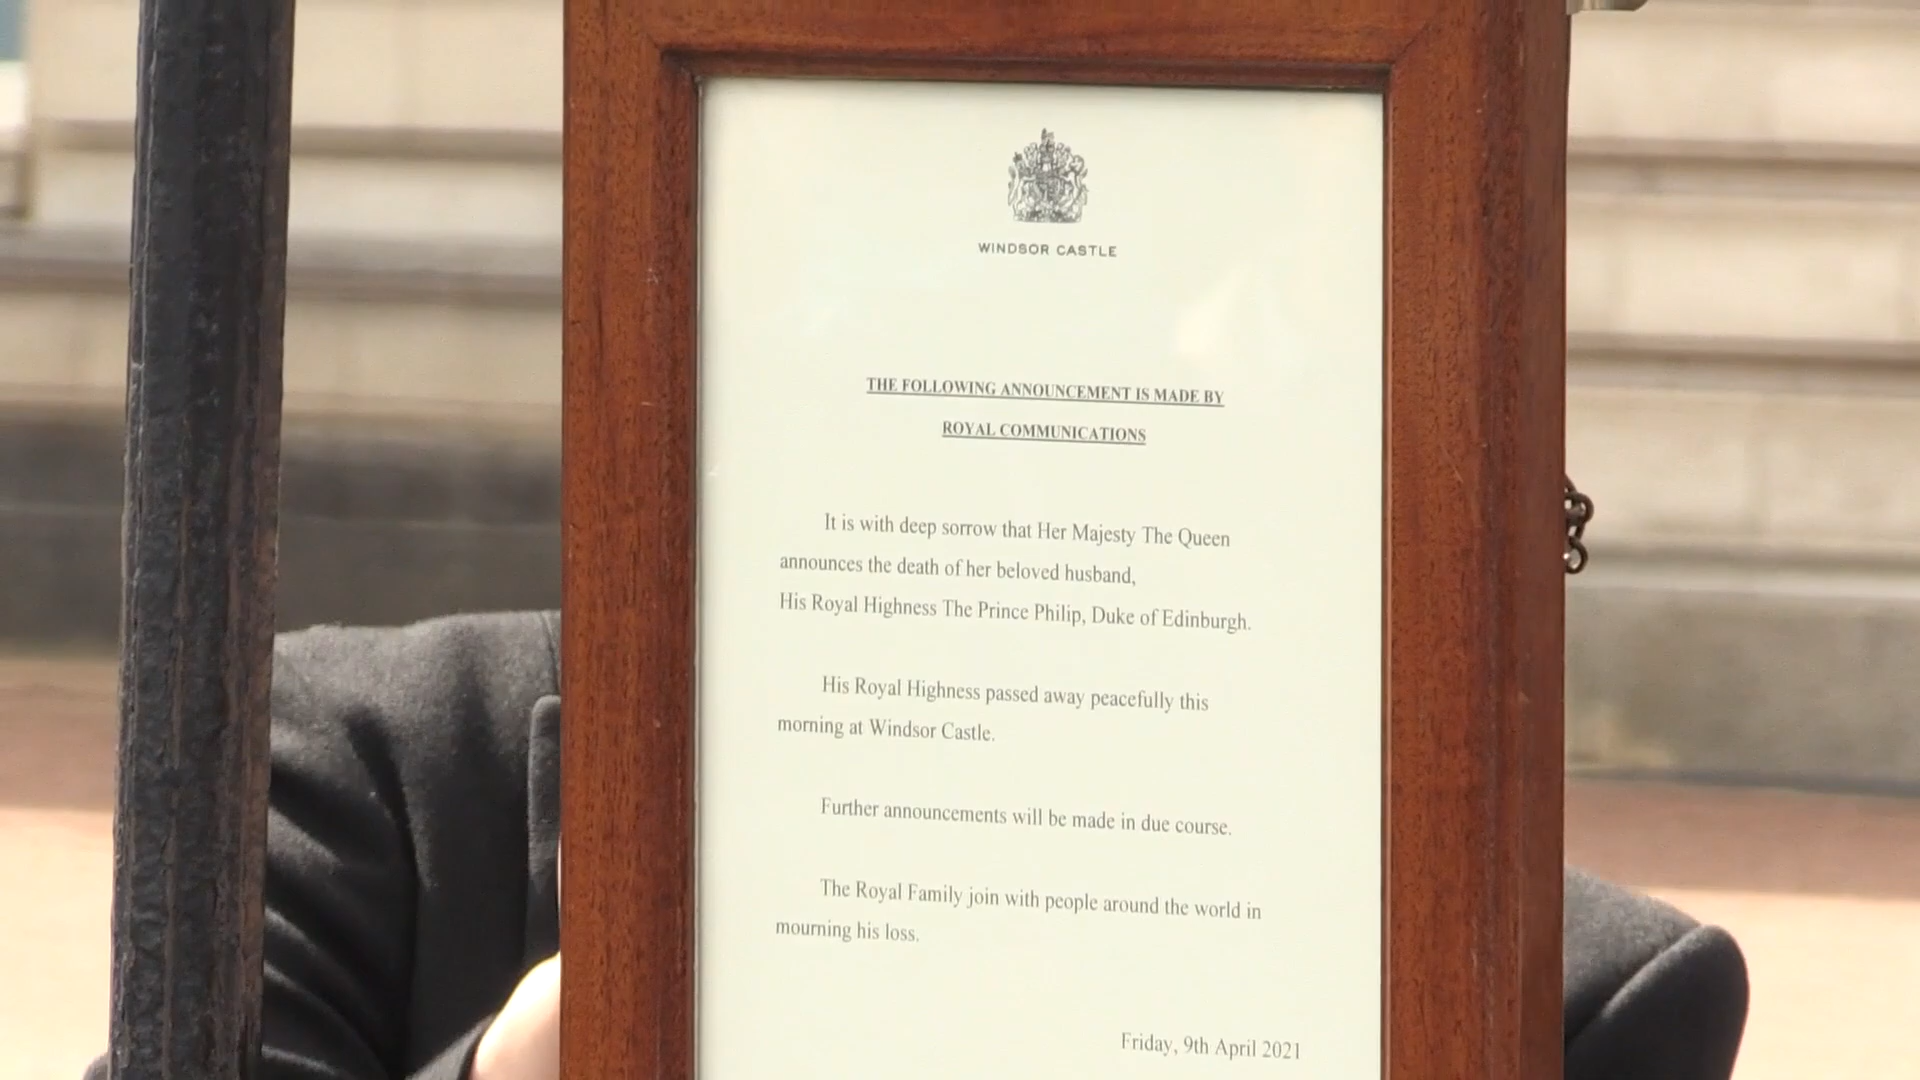 WINDSOR CASTLE
THE FOLLOWING ANNOUNCEMENT IS MADE BY
ROYAL COMMUNICATIONS
It is with deep sorrow that Her Majesty The Queen
announces the death of her beloved husband,
His Royal Highness The Prince Philip, Duke of Edinburgh.
His Royal Highness passed away peacefully this
morning at Windsor Castle.
Further announcements will be made in due course.
The Royal Family join with people around the world in
mourning his loss.
Friday, 9th April 2021